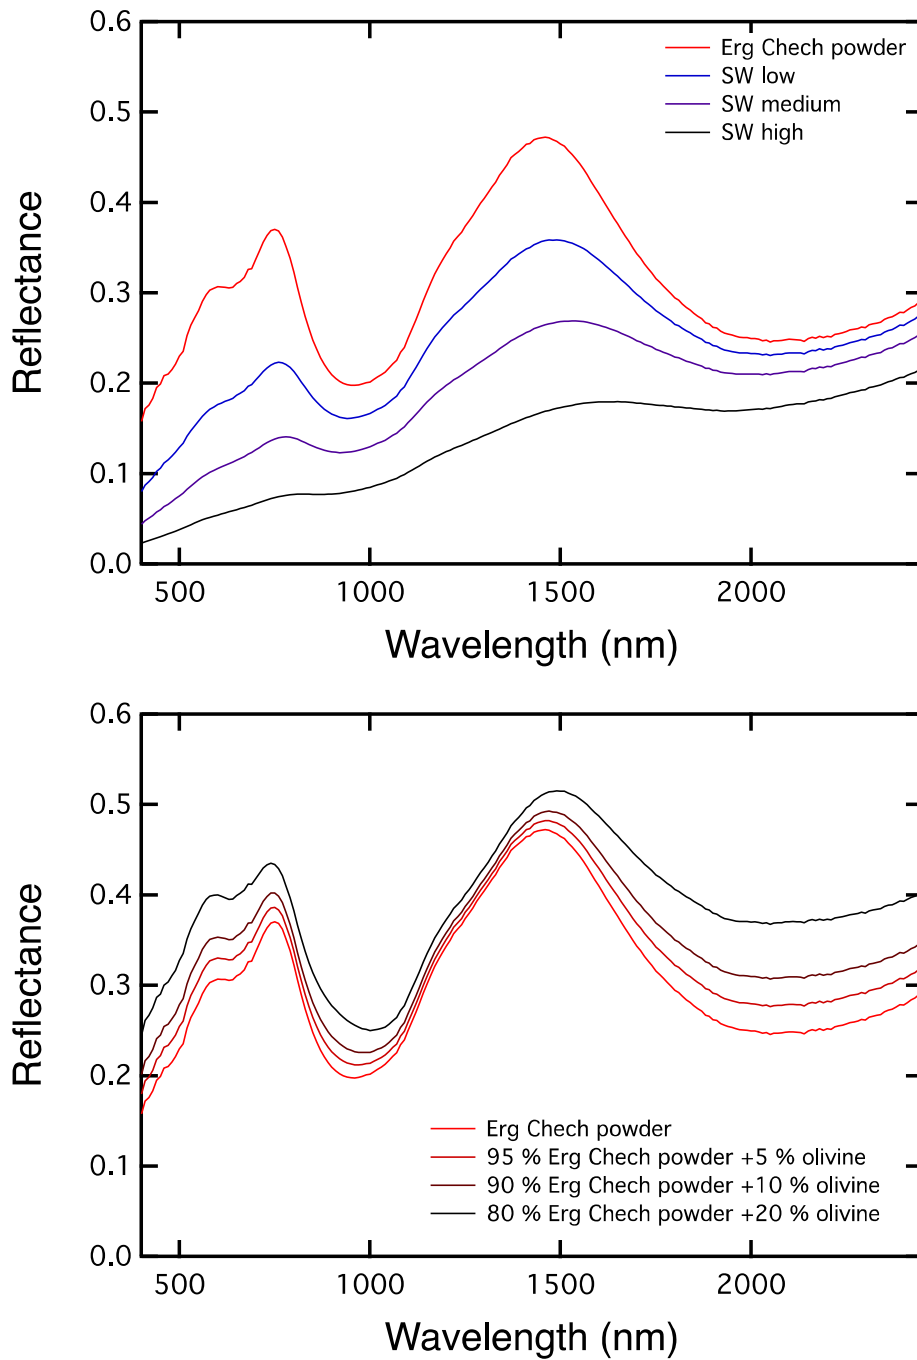 0.6
0.5
0.4
0.3
0.2
0.1
0.0
Reflectance
Erg Chech powder
SW low
SW medium
SW high
500 1000 1500 2000
Wavelength (nm)
0.6
0.5
0.4
0.3
0.2
0.1
0.0
Reflectance
Erg Chech powder
95 % Erg Chech powder +5 % olivine
90 % Erg Chech powder +10 % olivine
80 % Erg Chech powder +20 % olivine
500 1000 1500 2000
Wavelength (nm)